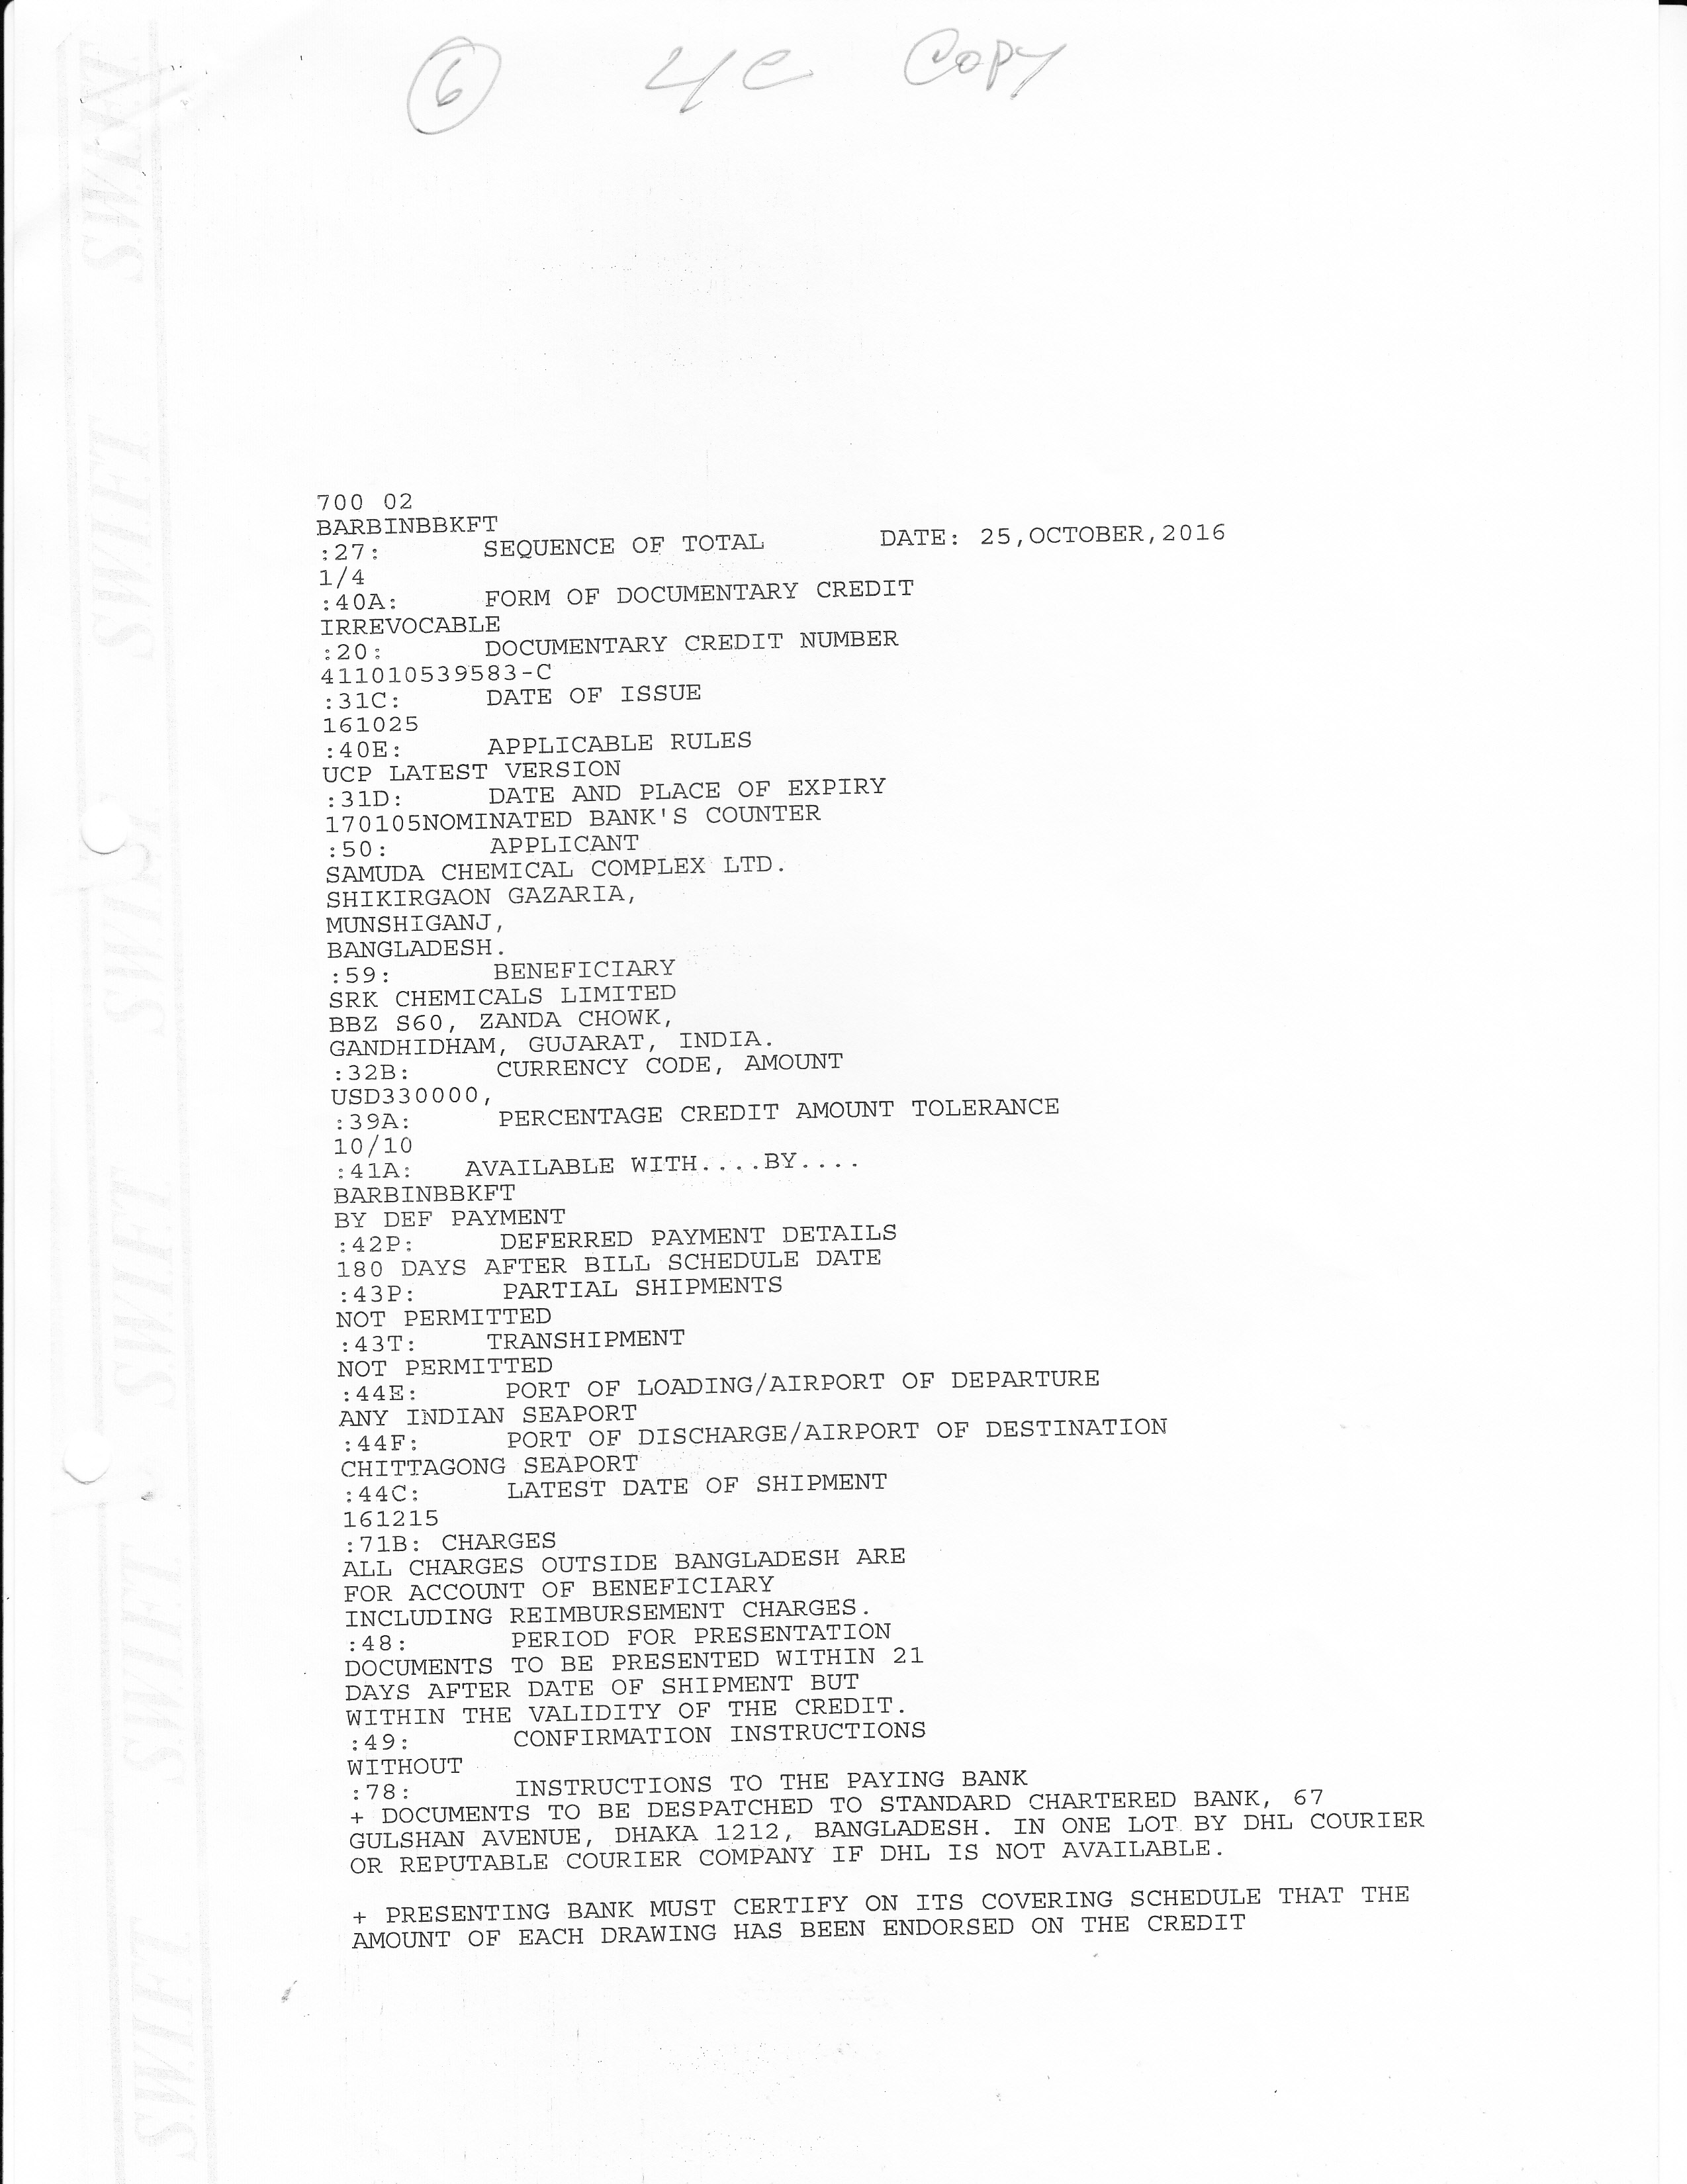 6 L/C COPY
700 02
BARBINBBKFT
:27: SEQUENCE OF TOTAL DATE: 25,OCTOBER,2016
1/4
:40A: FORM OF DOCUMENTARY CREDIT
IRREVOCABLE
:20: DOCUMENTARY CREDIT NUMBER
411010539583-C
:31C: DATE OF ISSUE
161025
:40E: APPLICABLE RULES
UCP LATEST VERSION
:31D: DATE AND PLACE OF EXPIRY
170105NOMINATED BANK'S COUNTER
:50: APPLICANT
SAMUDA CHEMICAL COMPLEX LTD.
SHIKIRGAON GAZARIA,
MUNSHIGANJ,
BANGLADESH.
:59: BENEFICIARY
SRK CHEMICALS LIMITED
BBZ S60, ZANDA CHOWK,
GANDHIDHAM, GUJARAT, INDIA.
:32B: CURRENCY CODE, AMOUNT
USD330000,
:39A: PERCENTAGE CREDIT AMOUNT TOLERANCE
10/10
:41A: AVAILABLE WITH....BY....
BARBINBBKFT
BY DEF PAYMENT
:42P: DEFERRED PAYMENT DETAILS
180 DAYS AFTER BILL SCHEDULE DATE
:43P: PARTIAL SHIPMENTS
NOT PERMITTED
:43T: TRANSHIPMENT
NOT PERMITTED
:44E: PORT OF LOADING/AIRPORT OF DEPARTURE
ANY INDIAN SEAPORT
:44F: PORT OF DISCHARGE/AIRPORT OF DESTINATION
CHITTAGONG SEAPORT
:44C: LATEST DATE OF SHIPMENT
161215
:71B: CHARGES
ALL CHARGES OUTSIDE BANGLADESH ARE
FOR ACCOUNT OF BENEFICIARY
INCLUDING REIMBURSEMENT CHARGES.
:48: PERIOD FOR PRESENTATION
DOCUMENTS TO BE PRESENTED WITHIN 21
DAYS AFTER DATE OF SHIPMENT BUT
WITHIN THE VALIDITY OF THE CREDIT.
:49: CONFIRMATION INSTRUCTIONS
WITHOUT
:78: INSTRUCTIONS TO THE PAYING BANK
+ DOCUMENTS TO BE DESPATCHED TO STANDARD CHARTERED BANK, 67
GULSHAN AVENUE, DHAKA 1212, BANGLADESH. IN ONE LOT BY DHL COURIER
OR REPUTABLE COURIER COMPANY IF DHL IS NOT AVAILABLE.
+ PRESENTING BANK MUST CERTIFY ON ITS COVERING SCHEDULE THAT THE
AMOUNT OF EACH DRAWING HAS BEEN ENDORSED ON THE CREDIT
SWIFT
SWIFT
SWIFT
SWIFT
SWIFT
SWIFT